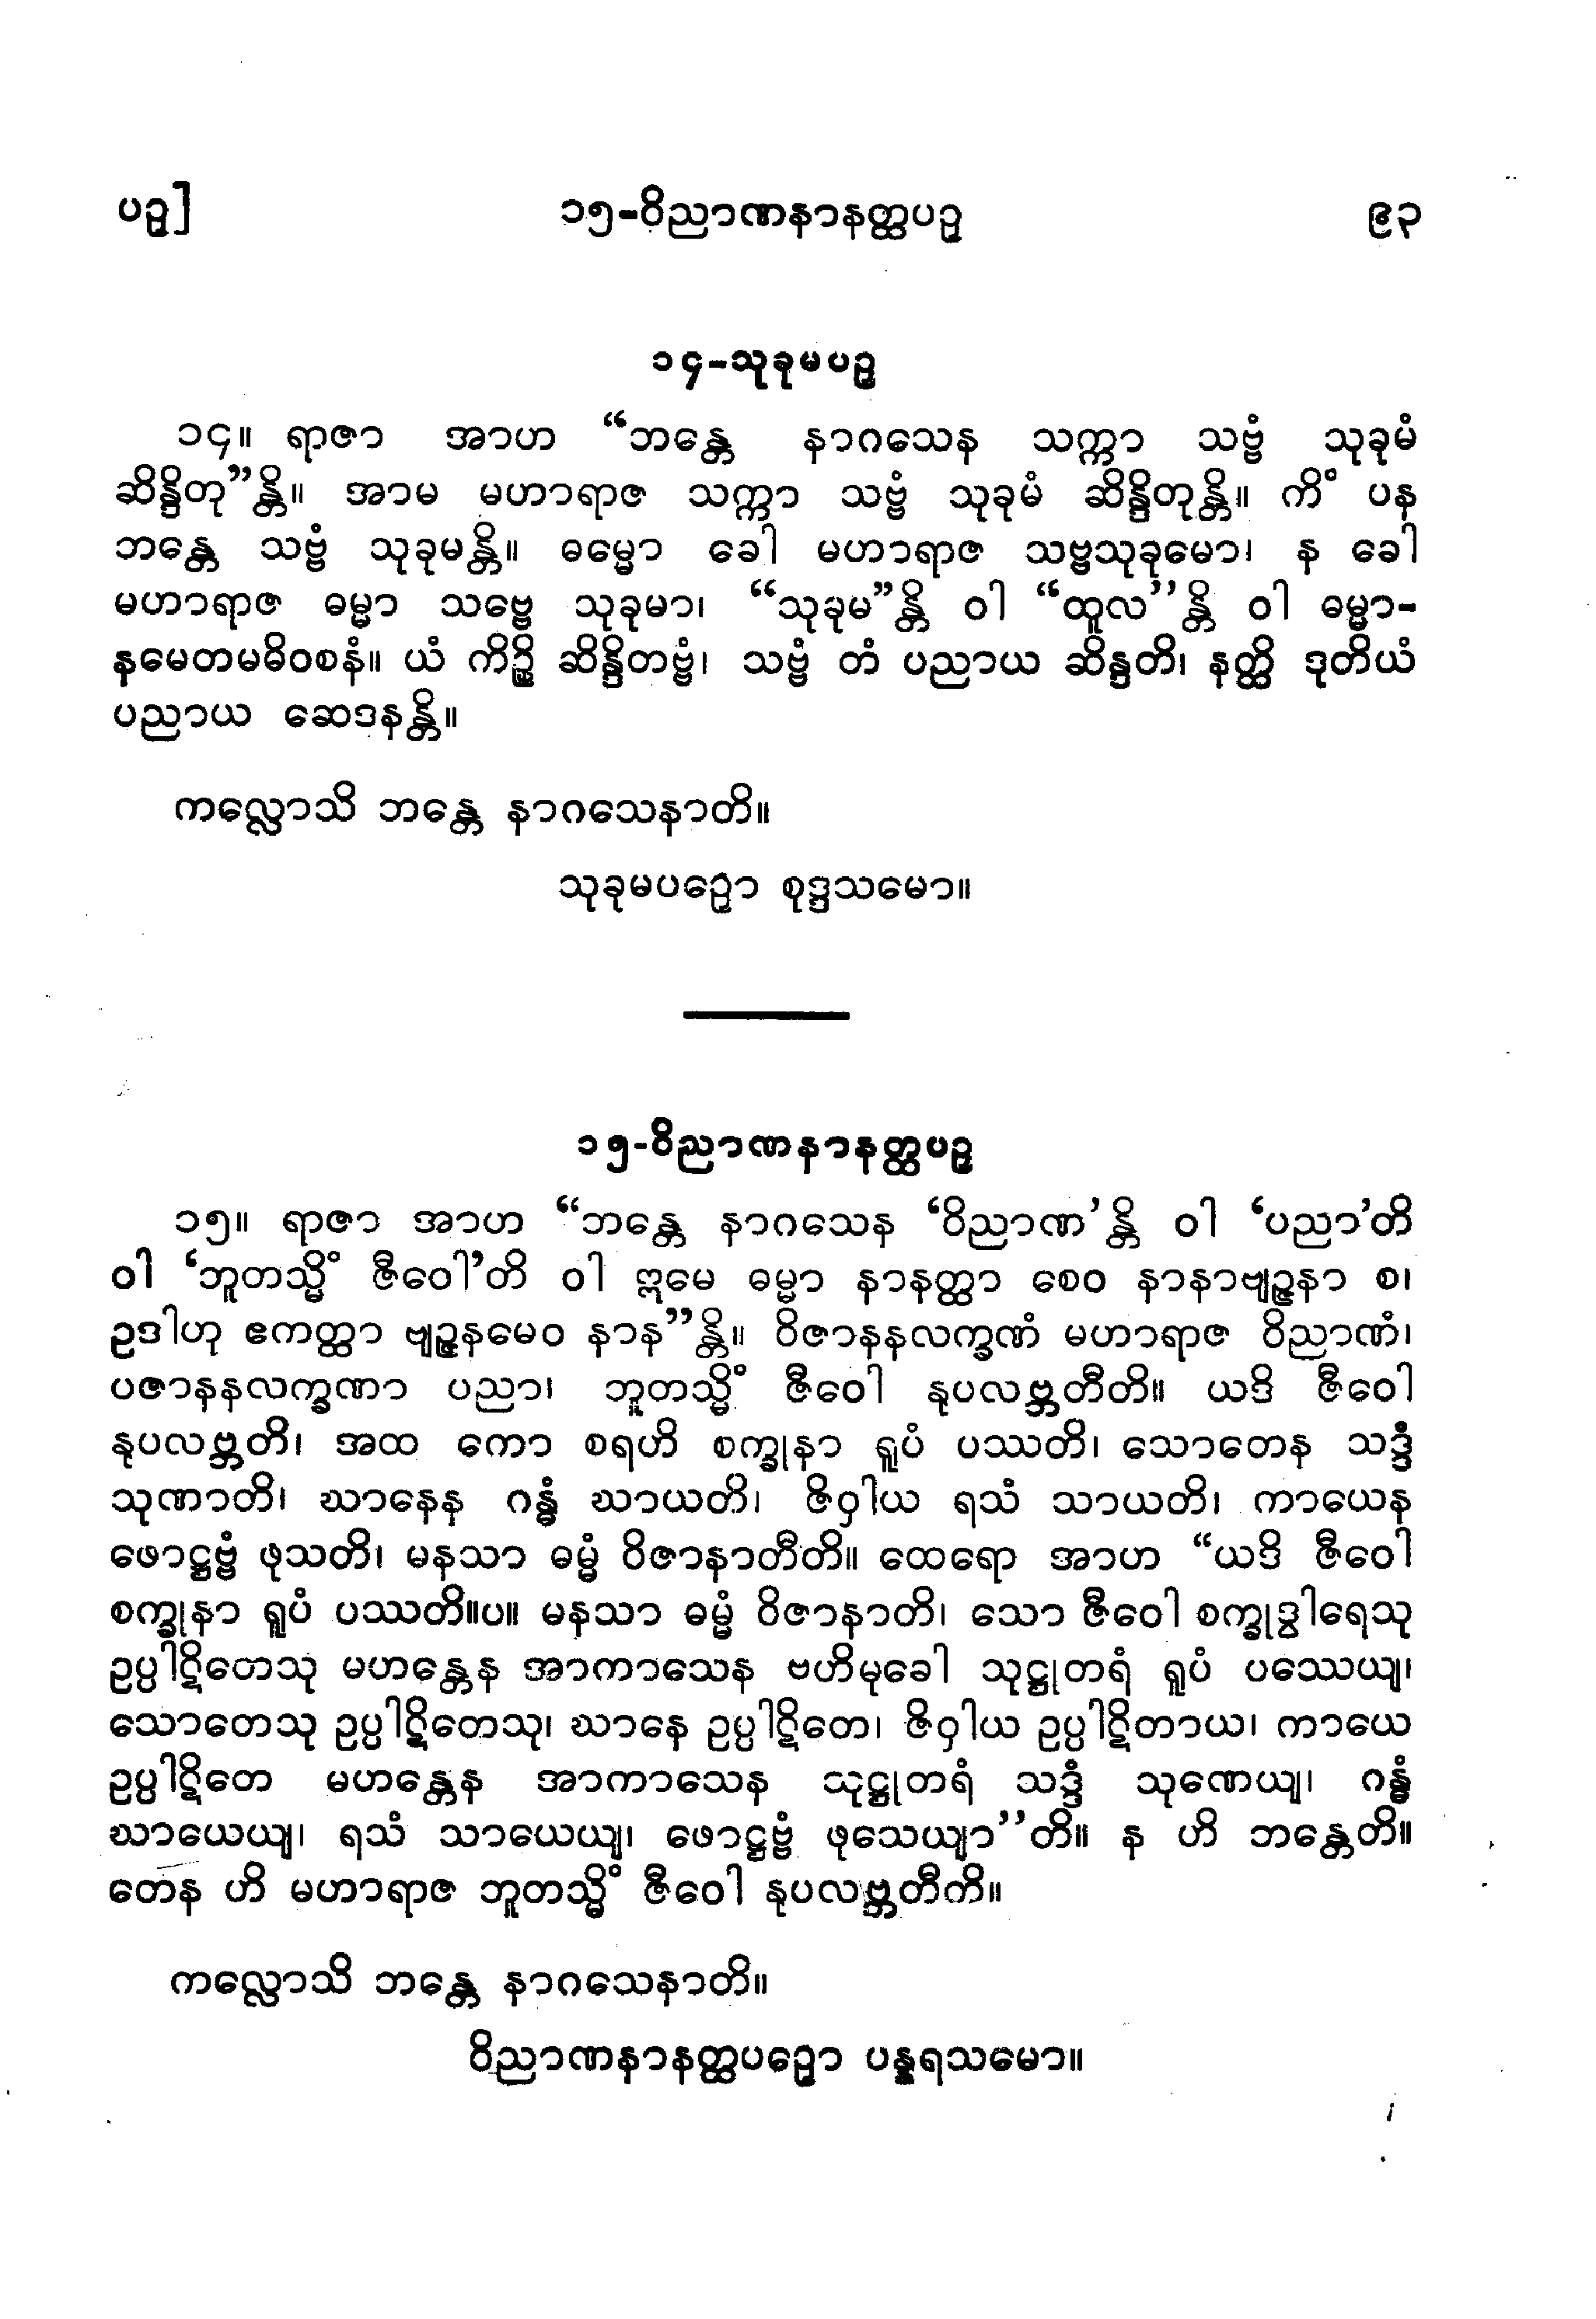 ပဉှ]
၁၅-ဝိညာဏနာနတ္ထပဉှ
၉၃
၁၄-သုခုမပဉှ
၁၄။ ရာဇာ အာဟ “ဘန္တေ နာဂသေန သက္ကာ သဗ္ဗံ သုခုမံ
ဆိန္ဒိတု”န္တိ။ အာမ မဟာရာဇ သက္ကာ သဗ္ဗံ သုခုမံ ဆိန္ဒိတုန္တိ။ ကိံ ပန
ဘန္တေ သဗ္ဗံ သုခုမန္တိ။ ဓမ္မော ခေါ မဟာရာဇ သဗ္ဗသုခုမော၊ န ခေါ
မဟာရာဇ ဓမ္မာ သဗ္ဗေ သုခုမာ၊ “သုခုမ”န္တိ ဝါ “ထူလ’’န္တိ ဝါ ဓမ္မာ-
နမေတမဓိဝစနံ။ ယံ ကိဉ္စိ ဆိန္ဒိတဗ္ဗံ၊ သဗ္ဗံ တံ ပညာယ ဆိန္ဒတိ၊ နတ္ထိ ဒုတိယံ
ပညာယ ဆေဒနန္တိ။
ကလ္လောသိ ဘန္တေ နာဂသေနာတိ။
သုခုမပဉှော စုဒ္ဒသမော။
၁၅-ဝိညာဏနာနတ္ထပဉှ
၁၅။ ရာဇာ အာဟ “ဘန္တေ နာဂသေန ‘ဝိညာဏ’န္တိ ဝါ ‘ပညာ’တိ
ဝါ ‘ဘူတသ္မိံ ဇီဝေါ’တိ ဝါ ဣမေ ဓမ္မာ နာနတ္ထာ စေဝ နာနာဗျဉ္ဇနာ စ၊
ဥဒါဟု ဧကတ္ထာ ဗျဉ္ဇနမေဝ နာန”န္တိ။ ဝိဇာနနလက္ခဏံ မဟာရာဇ ဝိညာဏံ၊
ပဇာနနလက္ခဏာ ပညာ၊ ဘူတသ္မိံ ဇီဝေါ နုပလဗ္ဘတီတိ။ ယဒိ ဇီဝေါ
နုပလဗ္ဘတိ၊ အထ ကော စရဟိ စက္ခုနာ ရူပံ ပဿတိ၊ သောတေန သဒ္ဒံ
သုဏာတိ၊ ဃာနေန ဂန္ဓံ ဃာယတိ၊ ဇိဝှါယ ရသံ သာယတိ၊ ကာယေန
ဖောဋ္ဌဗ္ဗံ ဖုသတိ၊ မနသာ ဓမ္မံ ဝိဇာနာတီတိ။ ထေရော အာဟ “ယဒိ ဇီဝေါ
စက္ခုနာ ရူပံ ပဿတိ။ပ။ မနသာ ဓမ္မံ ဝိဇာနာတိ၊ သော ဇီဝေါ စက္ခုဒွါရေသု
ဥပ္ပါဋိတေသု မဟန္တေန အာကာသေန ဗဟိမုခေါ သုဋ္ဌုတရံ ရူပံ ပဿေယျ၊
သောတေသု ဥပ္ပါဋိတေသု၊ ဃာနေ ဥပ္ပါဋိတေ၊ ဇိဝှါယ ဥပ္ပါဋိတာယ၊ ကာယေ
ဥပ္ပါဋိတေ မဟန္တေန အာကာသေန သုဋ္ဌုတရံ သဒ္ဒံ သုဏေယျ၊ ဂန္ဓံ
ဃာယေယျ၊ ရသံ သာယေယျ၊ ဖောဋ္ဌဗ္ဗံ ဖုသေယျာ’’တိ။ န ဟိ ဘန္တေတိ။
တေန ဟိ မဟာရာဇ ဘူတသ္မိံ ဇီဝေါ နုပလဗ္ဘတီကိ။
ကလ္လောသိ ဘန္တေ နာဂသေနာတိ။
ဝိညာဏနာနတ္ထပဉှော ပန္နရသမော။